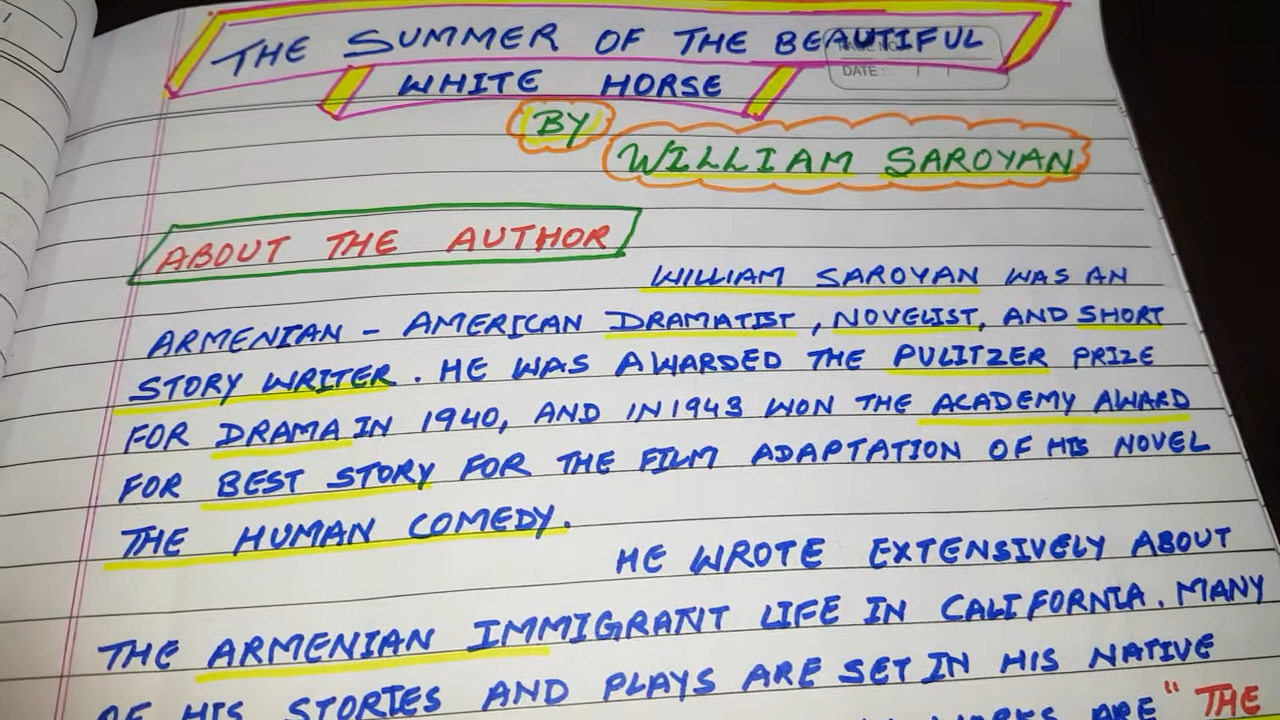 THE SUMMER OF THE BEAUTIFUL
WHITE HORSE
DATE: / /
BY
WILLIAM SAROYAN
ABOUT THE AUTHOR
WILLIAM SAROYAN WAS AN
ARMENIAN - AMERICAN DRAMATIST, NOVELIST, AND SHORT
STORY WRITER. HE WAS AWARDED THE PULITZER PRIZE
FOR DRAMA IN 1940, AND IN 1943 WON THE ACADEMY AWARD
FOR BEST STORY FOR THE FILM ADAPTATION OF HIS NOVEL
THE HUMAN COMEDY.
HE WROTE EXTENSIVELY ABOUT
THE ARMENIAN IMMIGRANT LIFE IN CALIFORNIA. MANY
OF HIS STORIES AND PLAYS ARE SET IN HIS NATIVE
ARE "THE